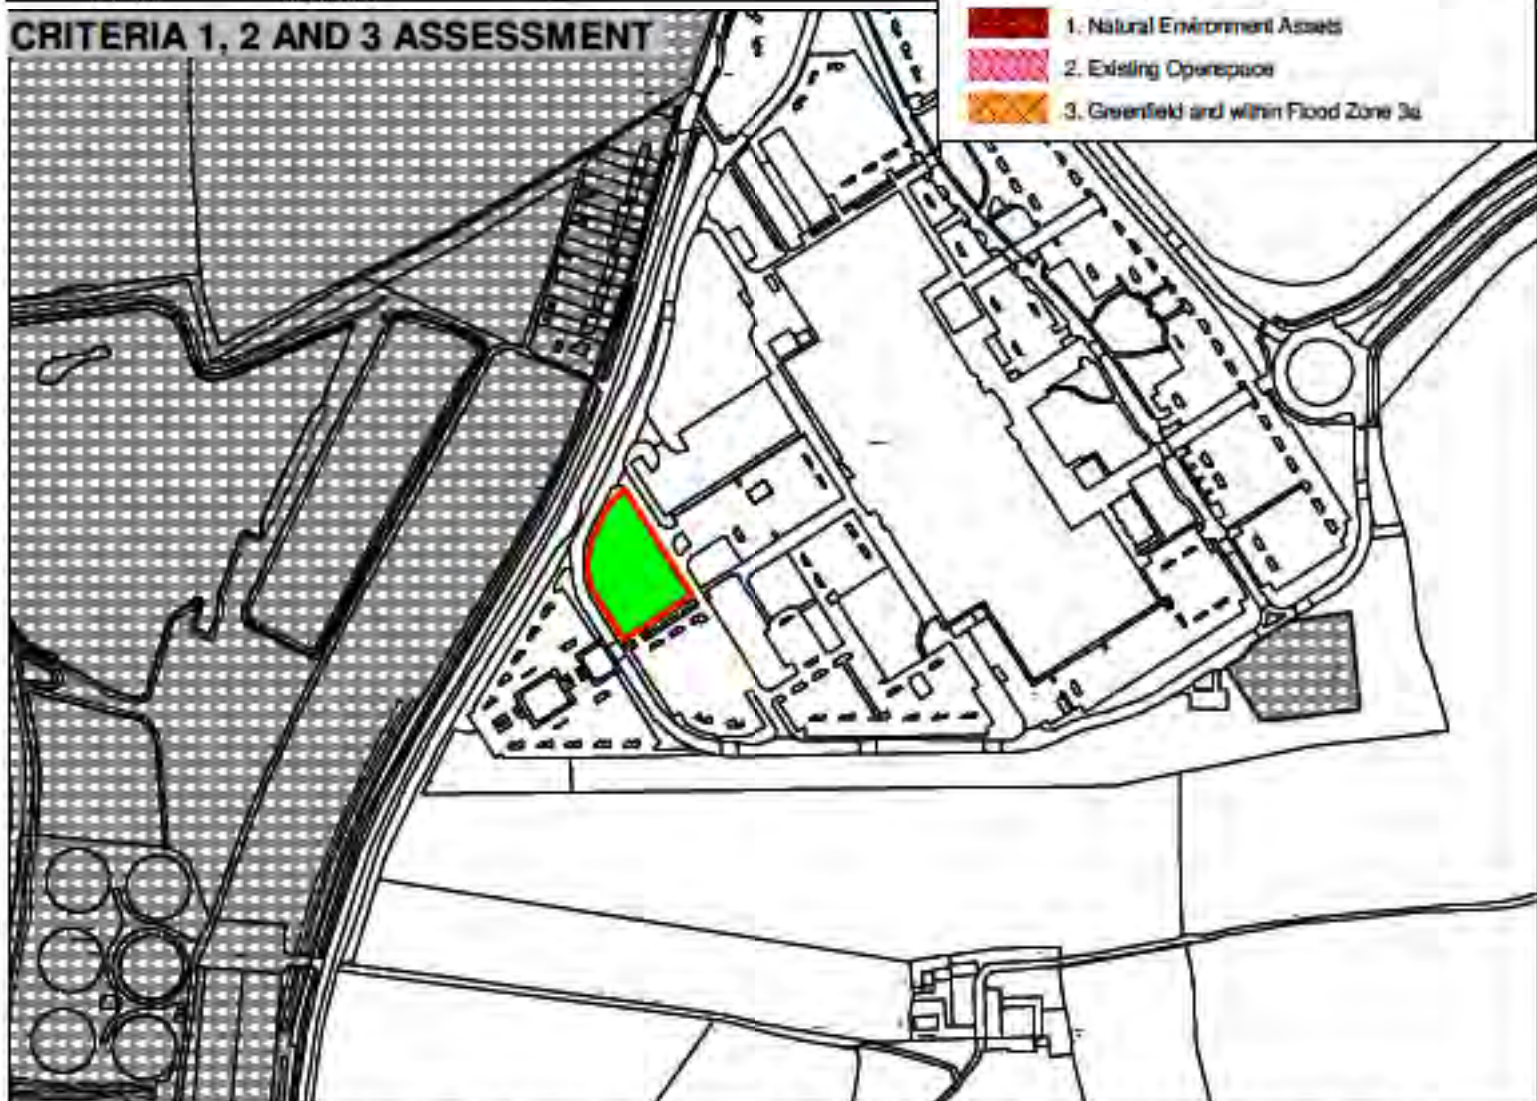 CRITERIA 1, 2 AND 3 ASSESSMENT
1. Natural Environment Assets
2. Existing Openspace
3. Greenfield and within Flood Zone 3a